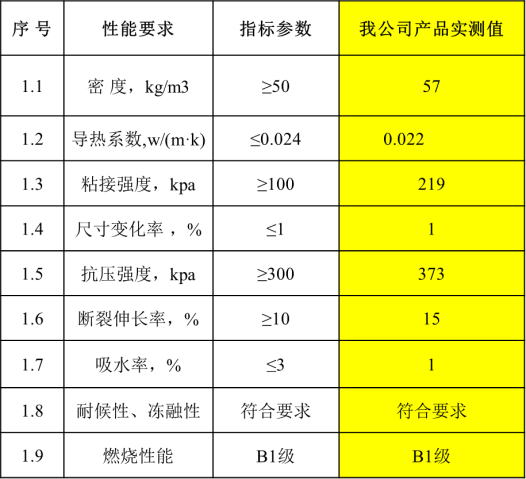 序 号 性能要求 指标参数 我公司产品实测值
1.1 密 度，kg/m3 ≥50 57
1.2 导热系数,w/(m·k) ≤0.024 0.022
1.3 粘接强度，kpa ≥100 219
1.4 尺寸变化率 ，% ≤1 1
1.5 抗压强度，kpa ≥300 373
1.6 断裂伸长率，% ≥10 15
1.7 吸水率，% ≤3 1
1.8 耐候性、冻融性 符合要求 符合要求
1.9 燃烧性能 B1级 B1级